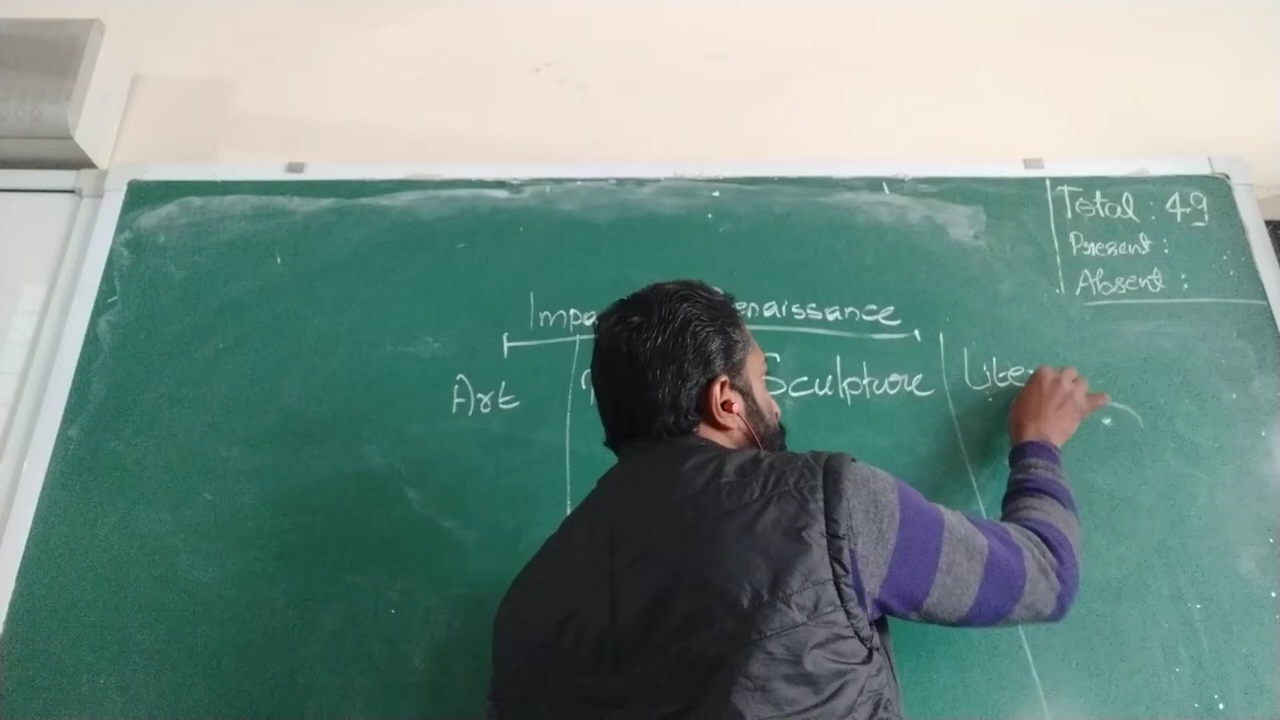 Total : 49
Present :
Absent :
Impa enaissance
Art Sculpture Lite